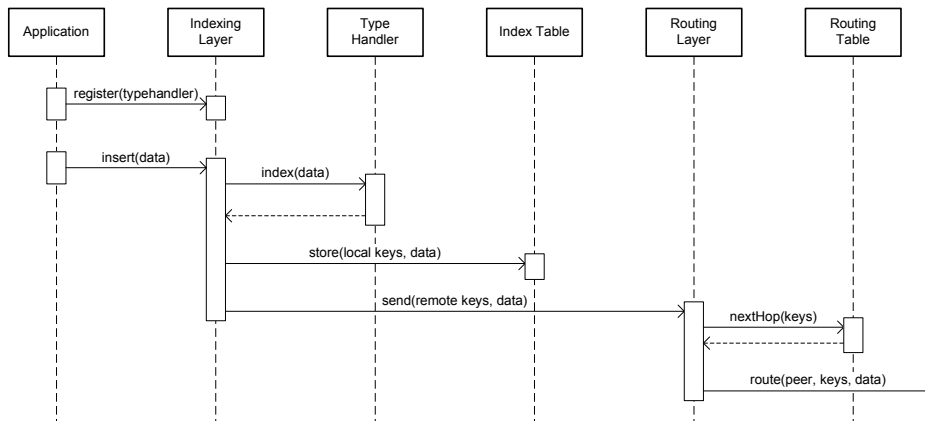 Application
Indexing
Layer
Type
Handler
Index Table
Routing
Layer
Routing
Table
register(typehandler)
insert(data)
index(data)
store(local keys, data)
send(remote keys, data)
nextHop(keys)
route(peer, keys, data)